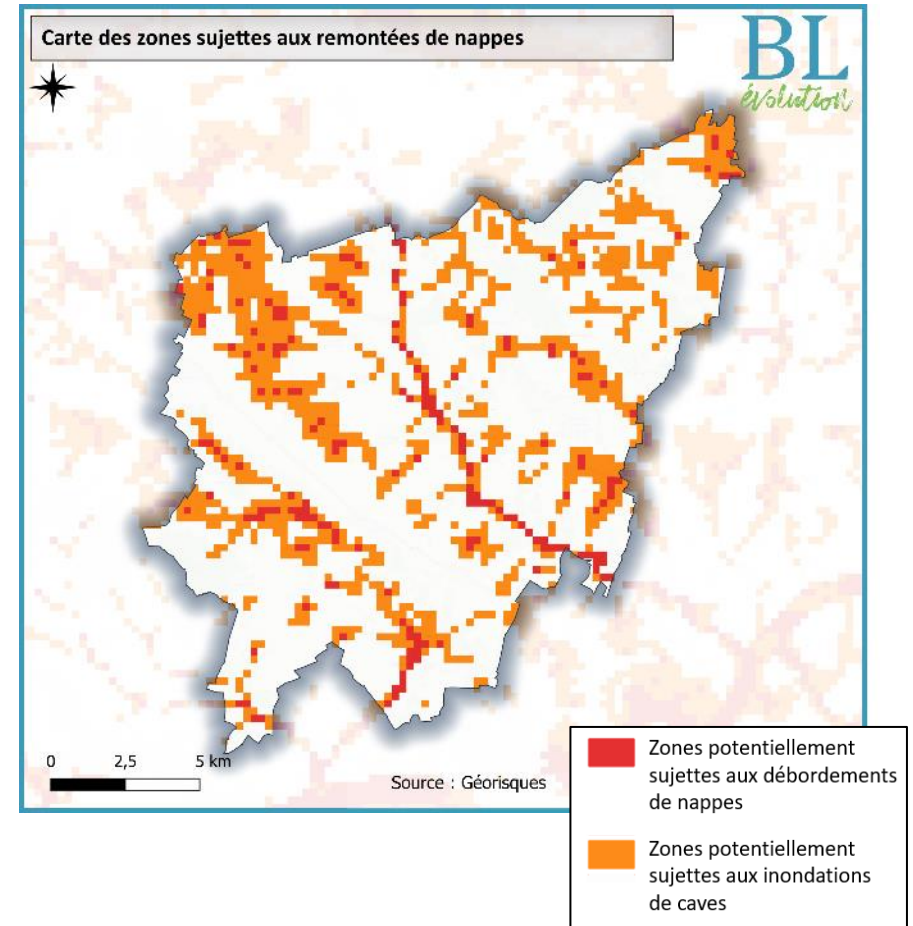 Carte des zones sujettes aux remontées de nappes
BL
évolution
0 2,5 5 km
Source : Géorisques
Zones potentiellement
sujettes aux débordements
de nappes
Zones potentiellement
sujettes aux inondations
de caves